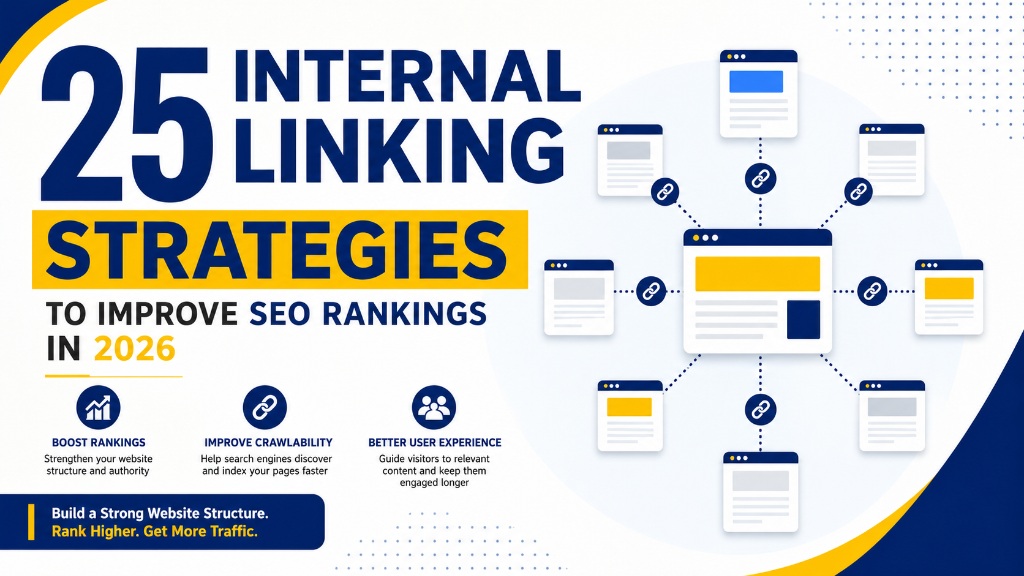 25 INTERNAL
LINKING
STRATEGIES
TO IMPROVE SEO RANKINGS
IN 2026
BOOST RANKINGS
Strengthen your website
structure and authority
IMPROVE CRAWLABILITY
Help search engines discover
and index your pages faster
BETTER USER EXPERIENCE
Guide visitors to relevant
content and keep them
engaged longer
Build a Strong Website Structure.
Rank Higher. Get More Traffic.